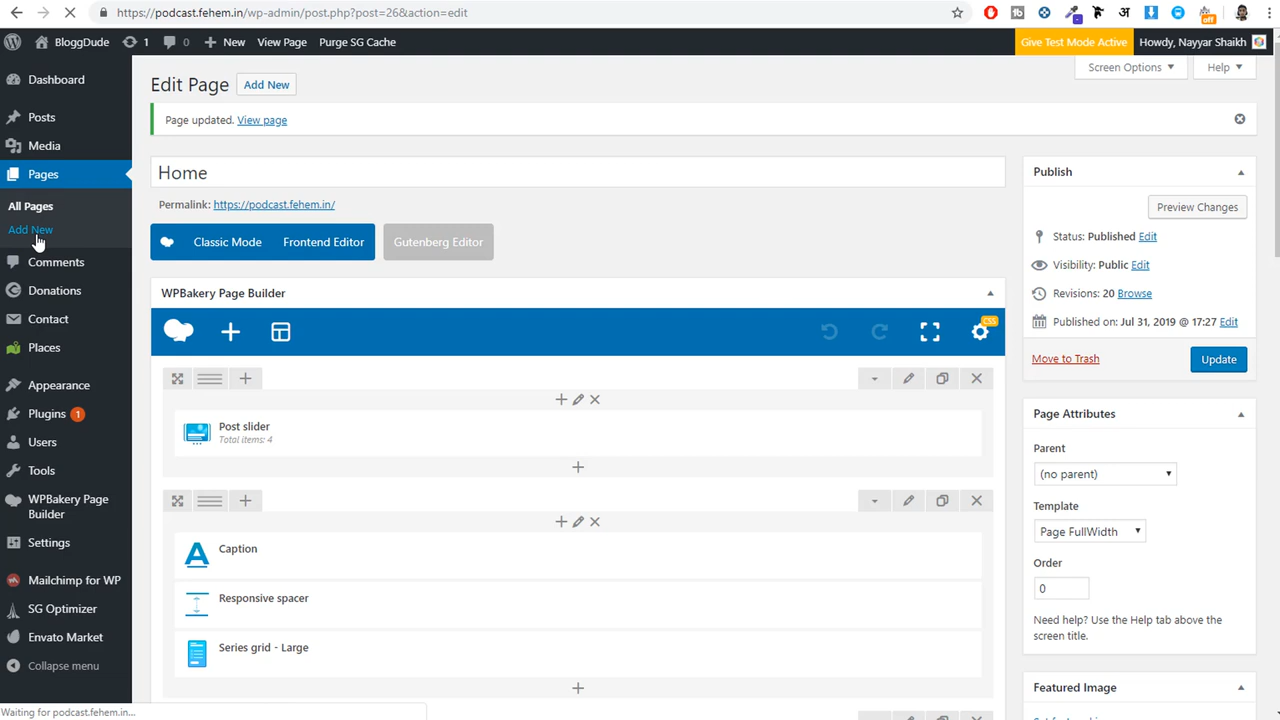 https://podcast.fehem.in/wp-admin/post.php?post=26&action=edit
BloggDude 1 0 New View Page Purge SG Cache Give Test Mode Active Howdy, Nayyar Shaikh
Dashboard
Posts
Media
Pages
All Pages
Add New
Comments
Donations
Contact
Places
Appearance
Plugins 1
Users
Tools
WPBakery Page
Builder
Settings
Mailchimp for WP
SG Optimizer
Envato Market
Collapse menu
Waiting for podcast.fehem.in...
Screen Options Help
Edit Page Add New
Page updated. View page
Home
Permalink: https://podcast.fehem.in/
Classic Mode Frontend Editor Gutenberg Editor
WPBakery Page Builder
CSS
Post slider
Total items: 4
Caption
Responsive spacer
Series grid - Large
Publish
Preview Changes
Status: Published Edit
Visibility: Public Edit
Revisions: 20 Browse
Published on: Jul 31, 2019 @ 17:27 Edit
Move to Trash Update
Page Attributes
Parent
(no parent)
Template
Page FullWidth
Order
0
Need help? Use the Help tab above the
screen title.
Featured Image